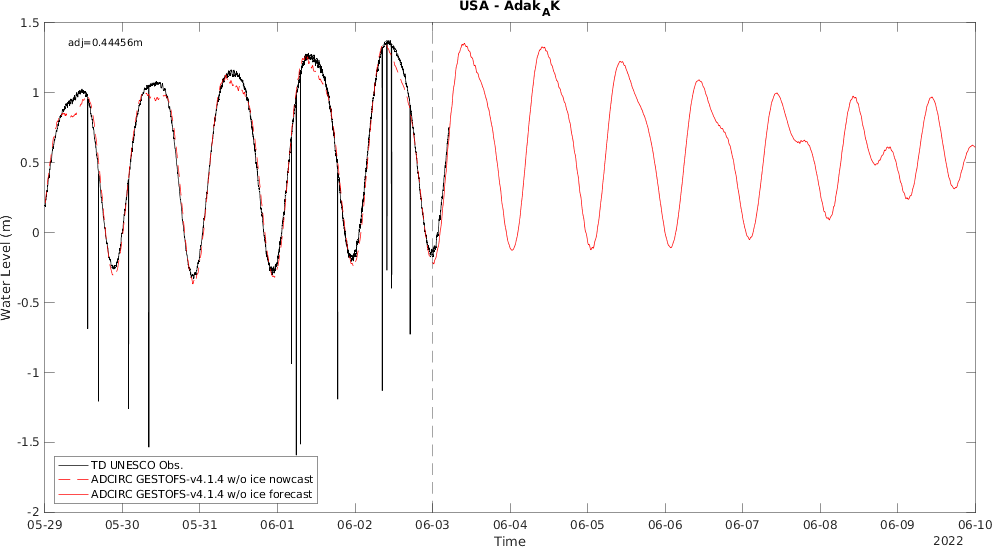 USA - Adak_AK
adj=0.44456m
Water Level (m)
1.5
1
0.5
0
-0.5
-1
-1.5
-2
TD UNESCO Obs.
ADCIRC GESTOFS-v4.1.4 w/o ice nowcast
ADCIRC GESTOFS-v4.1.4 w/o ice forecast
05-29 05-30 05-31 06-01 06-02 06-03 06-04 06-05 06-06 06-07 06-08 06-09 06-10
Time
2022